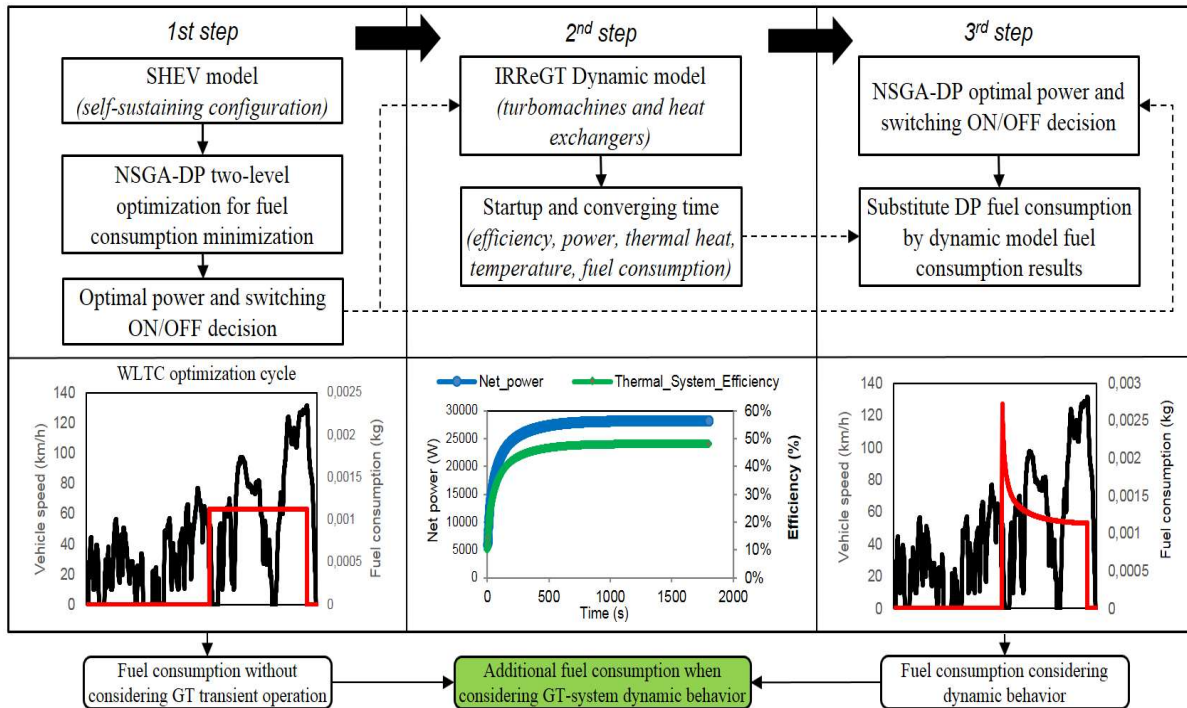 1st step
SHEV model
(self-sustaining configuration)
NSGA-DP two-level
optimization for fuel
consumption minimization
Optimal power and switching
ON/OFF decision
2nd step
IRReGT Dynamic model
(turbomachines and heat
exchangers)
Startup and converging time
(efficiency, power, thermal heat,
temperature, fuel consumption)
3rd step
NSGA-DP optimal power and
switching ON/OFF decision
Substitute DP fuel consumption
by dynamic model fuel
consumption results
WLTC optimization cycle
Vehicle speed (km/h)
140
120
100
80
60
40
20
0
0,0025
0,002
0,0015
0,001
0,0005
0
Fuel consumption (kg)
Net_power
Thermal_System_Efficiency
Net power (W)
30000
25000
20000
15000
10000
5000
0
60%
50%
40%
30%
20%
10%
0%
Efficiency (%)
0
500
1000
1500
2000
Time (s)
Vehicle speed (km/h)
140
120
100
80
60
40
20
0
0,003
0,0025
0,002
0,0015
0,001
0,0005
0
Fuel consumption (kg)
Fuel consumption without
considering GT transient operation
Additional fuel consumption when
considering GT-system dynamic behavior
Fuel consumption considering
dynamic behavior